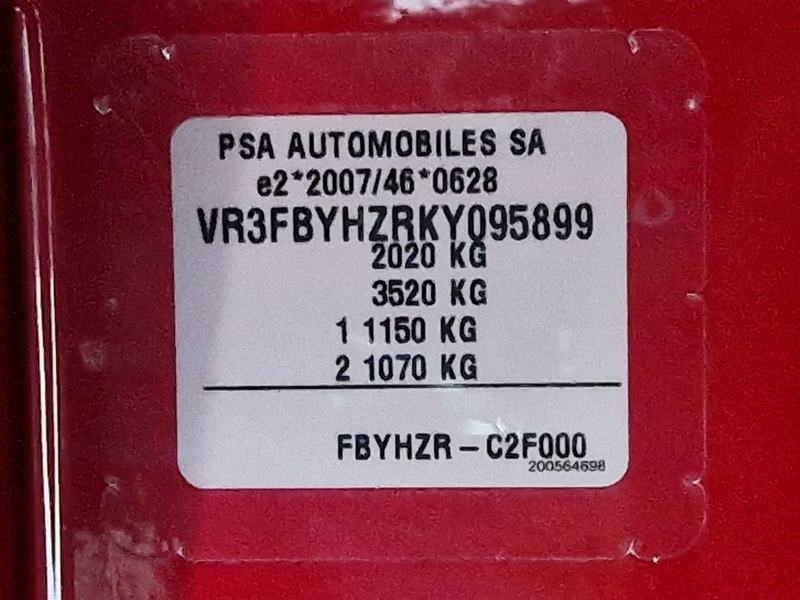 PSA AUTOMOBILES SA
e2*2007/46*0628
VR3FBYHZRKY095899
2020 KG
3520 KG
1 1150 KG
2 1070 KG
FBYHZR – C2F000
200564698